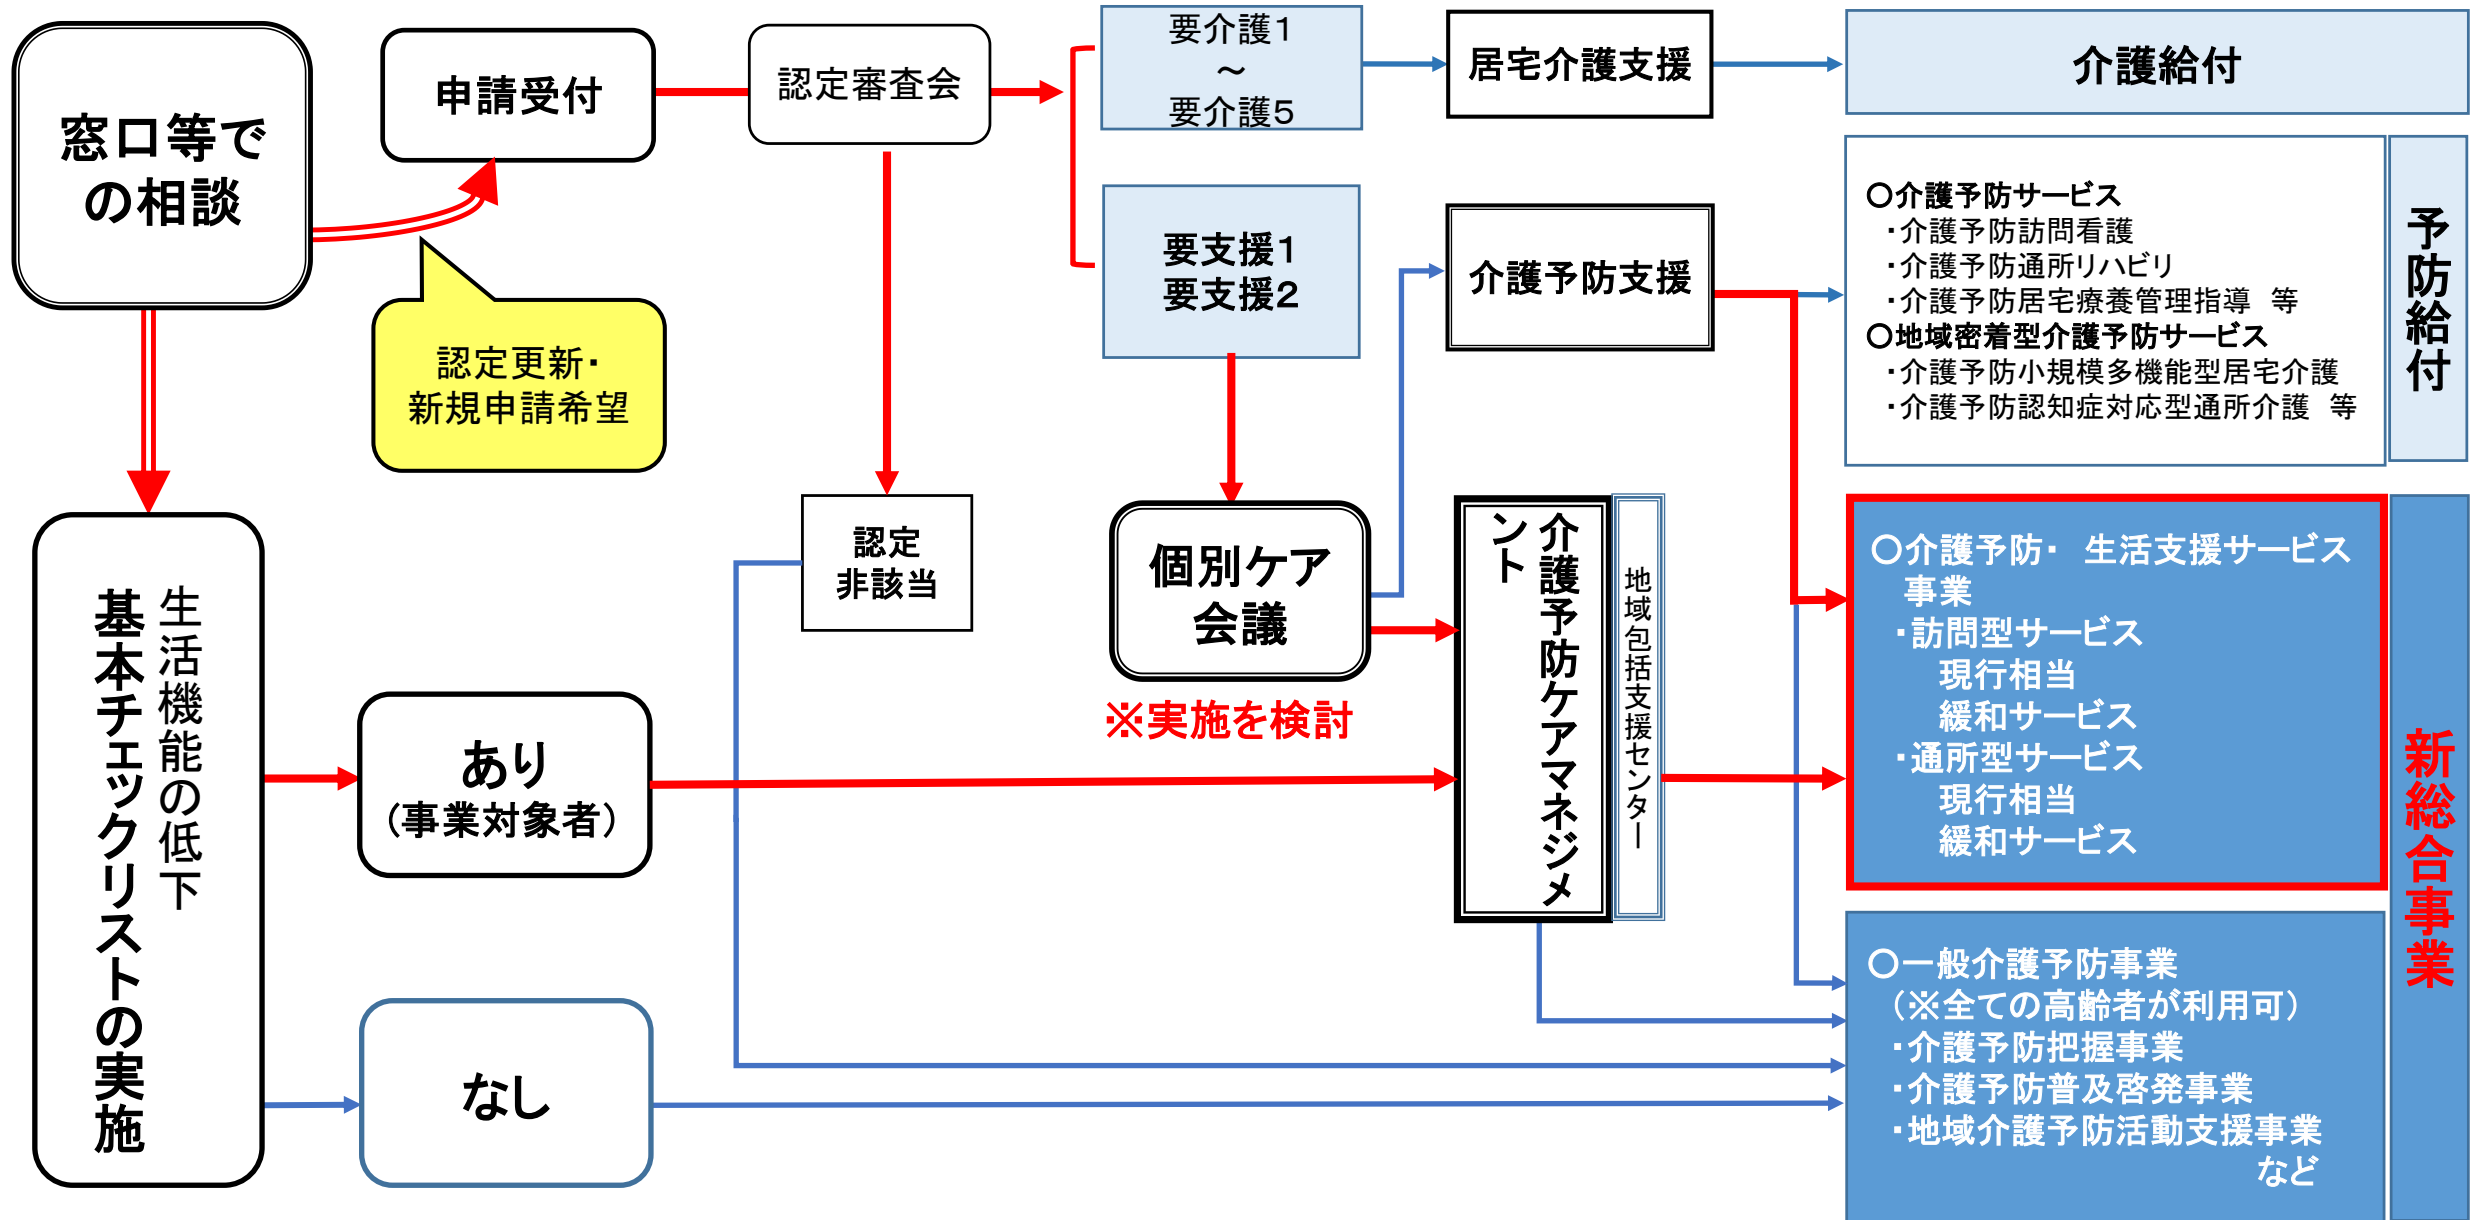 窓口等で
の相談
申請受付
認定審査会
要介護１
～
要介護５
居宅介護支援
介護給付
認定更新・
新規申請希望
要支援１
要支援２
介護予防支援
〇介護予防サービス
・介護予防訪問看護
・介護予防通所リハビリ
・介護予防居宅療養管理指導　等
〇地域密着型介護予防サービス
・介護予防小規模多機能型居宅介護
・介護予防認知症対応型通所介護　等
予防給付
生活機能の低下
基本チェックリストの実施
認定
非該当
個別ケア
会議
※実施を検討
介護予防ケアマネジメ
ント
地域包括支援センター
あり
（事業対象者）
なし
〇介護予防・　生活支援サービス
事業
・訪問型サービス
現行相当
緩和サービス
・通所型サービス
現行相当
緩和サービス
〇一般介護予防事業
（※全ての高齢者が利用可）
・介護予防把握事業
・介護予防普及啓発事業
・地域介護予防活動支援事業
など
新総合事業